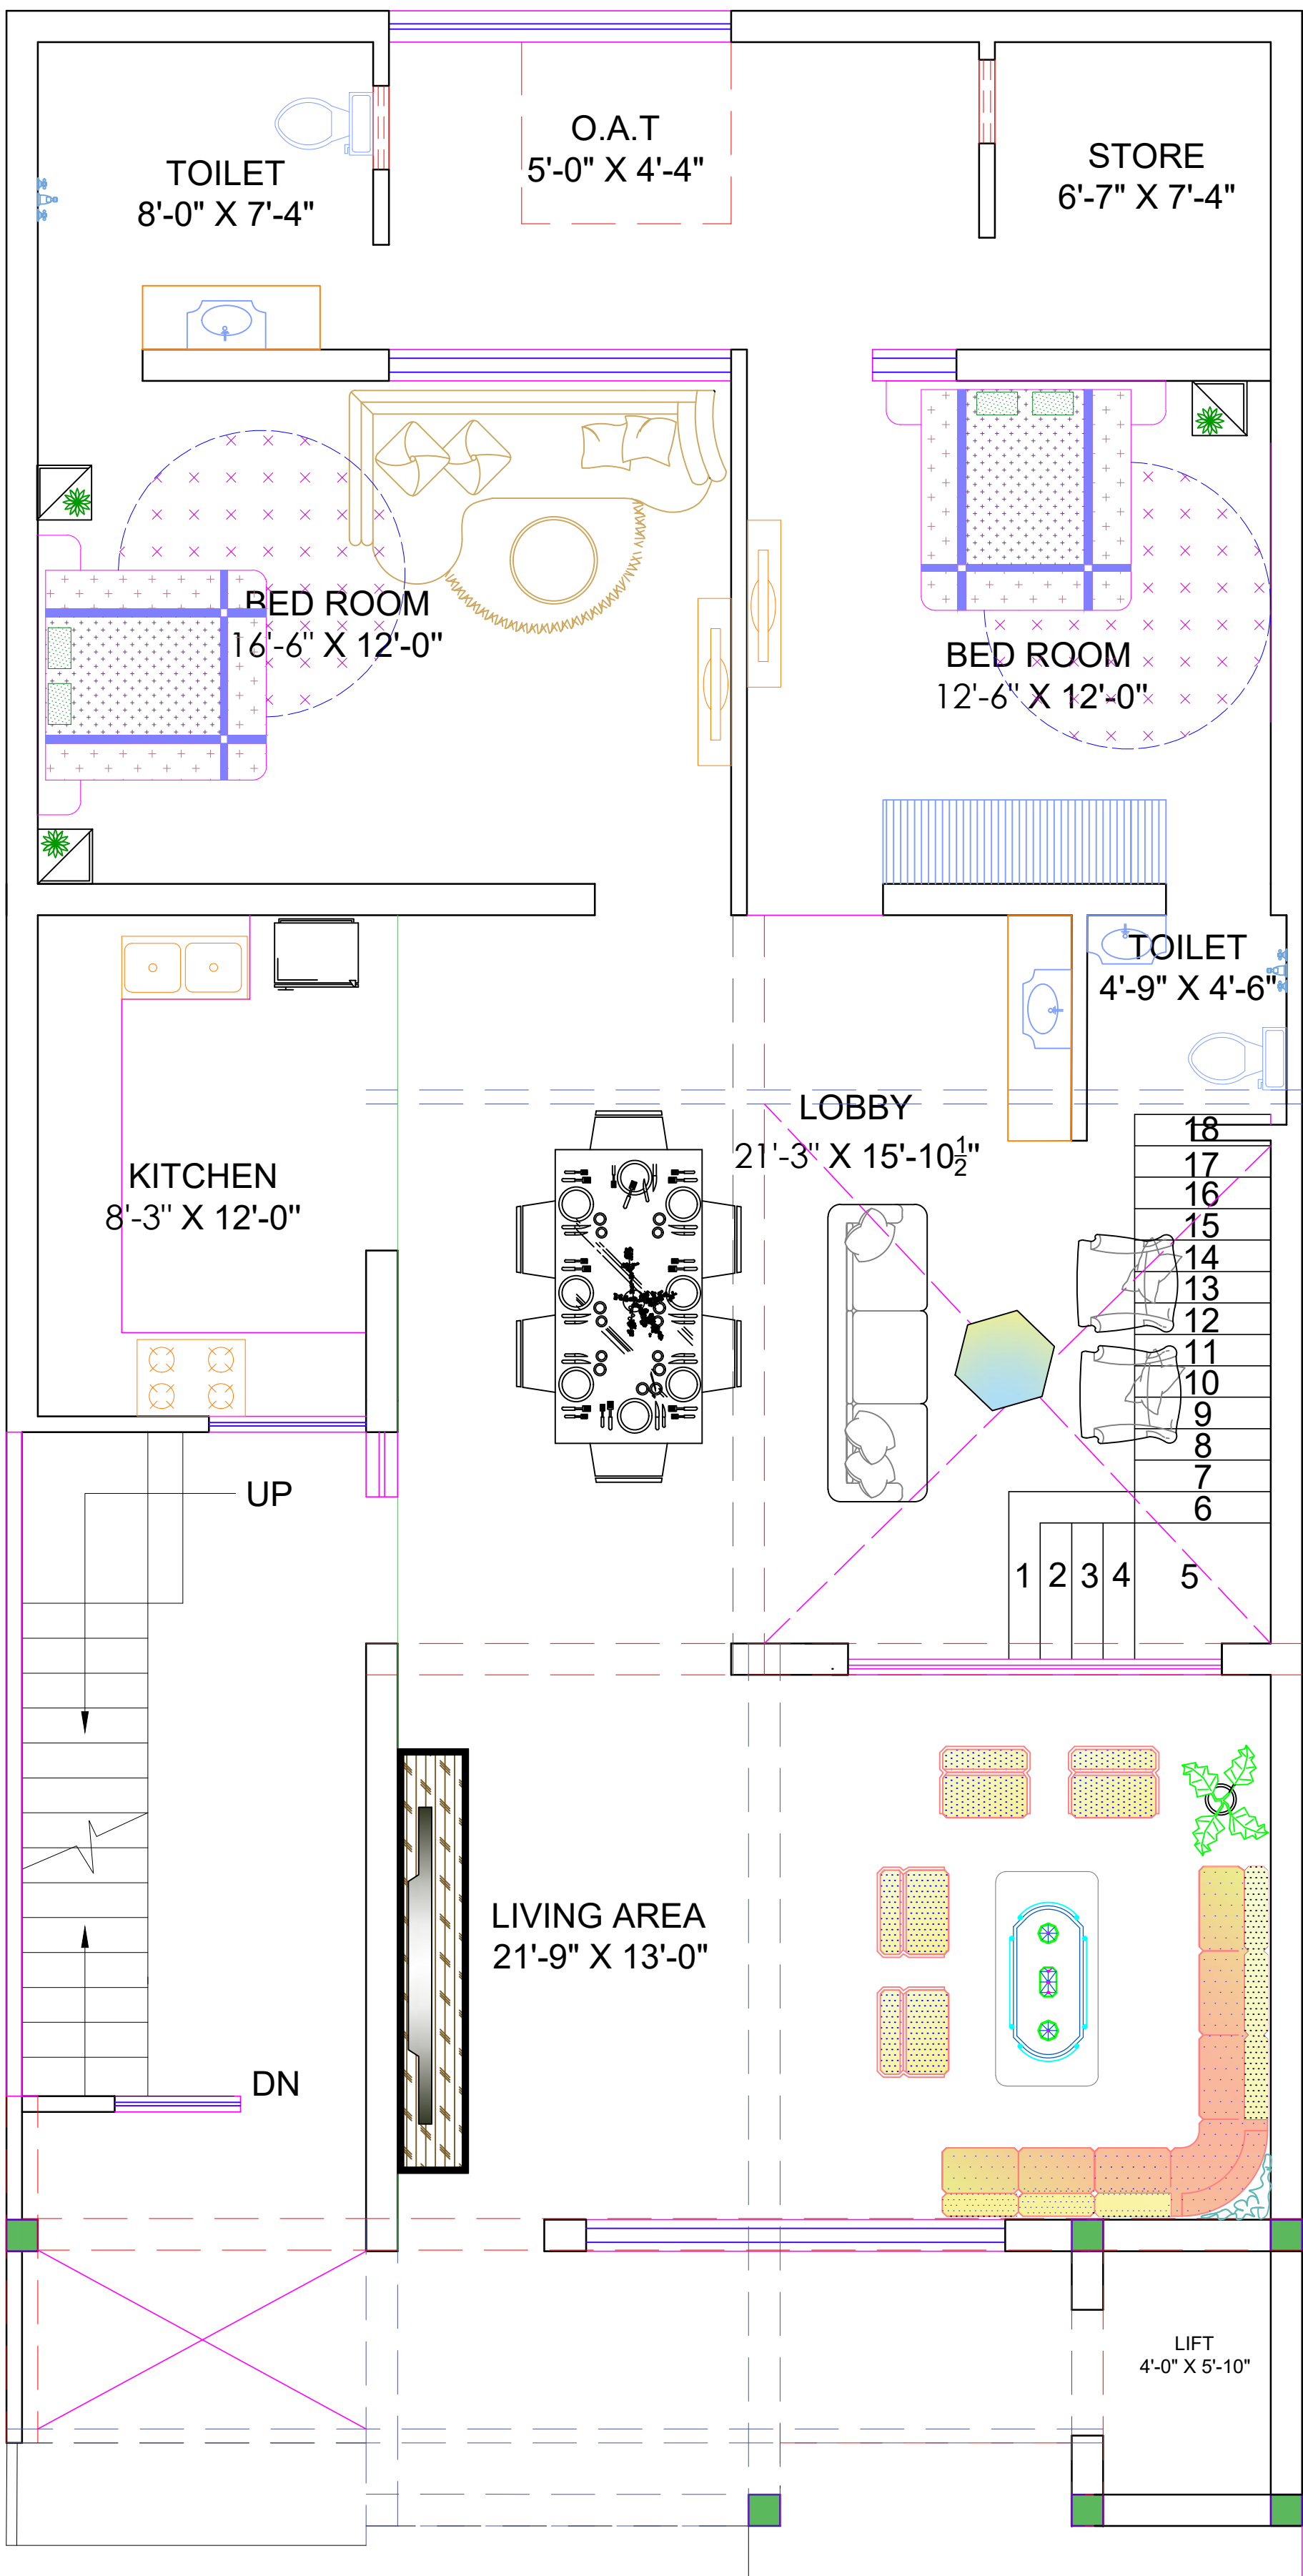 O.A.T
5'-0" X 4'-4"
STORE
6'-7" X 7'-4"
TOILET
8'-0" X 7'-4"
BED ROOM
16'-6" X 12'-0"
BED ROOM
12'-6" X 12'-0"
TOILET
4'-9" X 4'-6"
LOBBY
21'-3" X 15'-10½"
KITCHEN
8'-3" X 12'-0"
18
17
16
15
14
13
12
11
10
9
8
7
6
UP
1 2 3 4 5
LIVING AREA
21'-9" X 13'-0"
DN
LIFT
4'-0" X 5'-10"